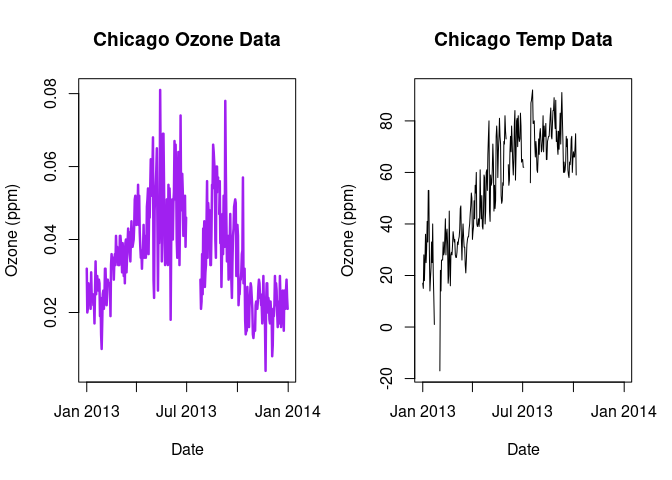 Chicago Ozone Data
Ozone (ppm)
0.08
0.06
0.04
0.02
Jan 2013 Jul 2013 Jan 2014
Date
Chicago Temp Data
Ozone (ppm)
80
60
40
20
0
-20
Jan 2013 Jul 2013 Jan 2014
Date